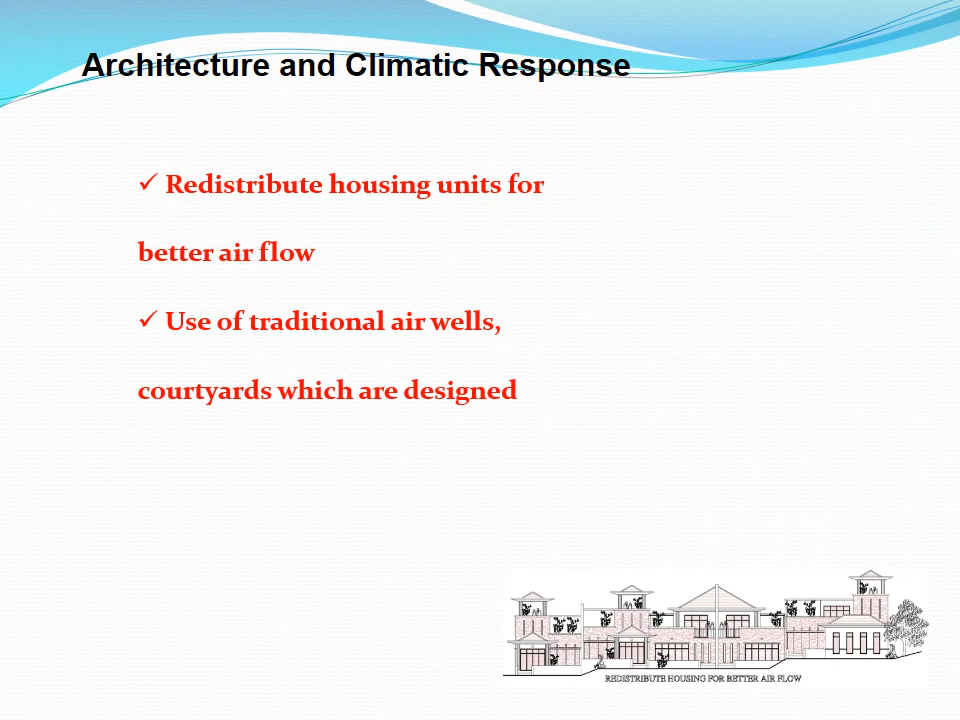 Architecture and Climatic Response
✓ Redistribute housing units for
better air flow
✓ Use of traditional air wells,
courtyards which are designed
REDISTRIBUTE HOUSING FOR BETTER AIR FLOW